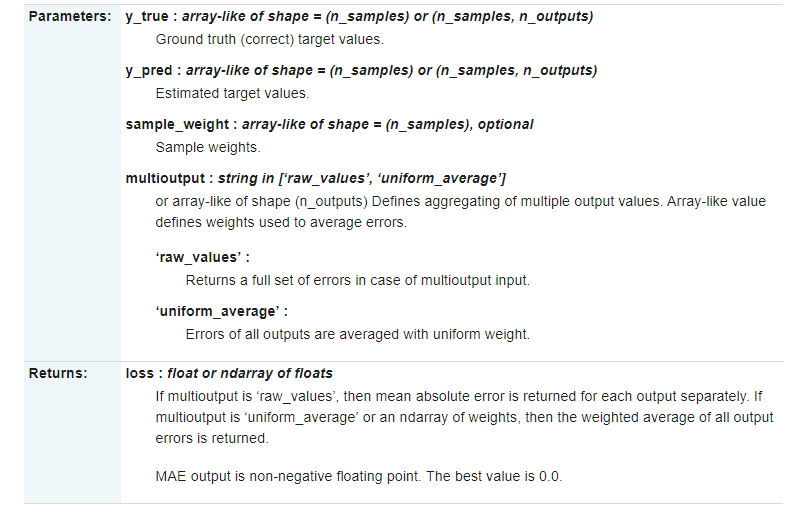 Parameters: y_true : array-like of shape = (n_samples) or (n_samples, n_outputs)
Ground truth (correct) target values.
y_pred : array-like of shape = (n_samples) or (n_samples, n_outputs)
Estimated target values.
sample_weight : array-like of shape = (n_samples), optional
Sample weights.
multioutput : string in [‘raw_values’, ‘uniform_average’]
or array-like of shape (n_outputs) Defines aggregating of multiple output values. Array-like value
defines weights used to average errors.
‘raw_values’ :
Returns a full set of errors in case of multioutput input.
‘uniform_average’ :
Errors of all outputs are averaged with uniform weight.
Returns: loss : float or ndarray of floats
If multioutput is ‘raw_values’, then mean absolute error is returned for each output separately. If
multioutput is ‘uniform_average’ or an ndarray of weights, then the weighted average of all output
errors is returned.
MAE output is non-negative floating point. The best value is 0.0.